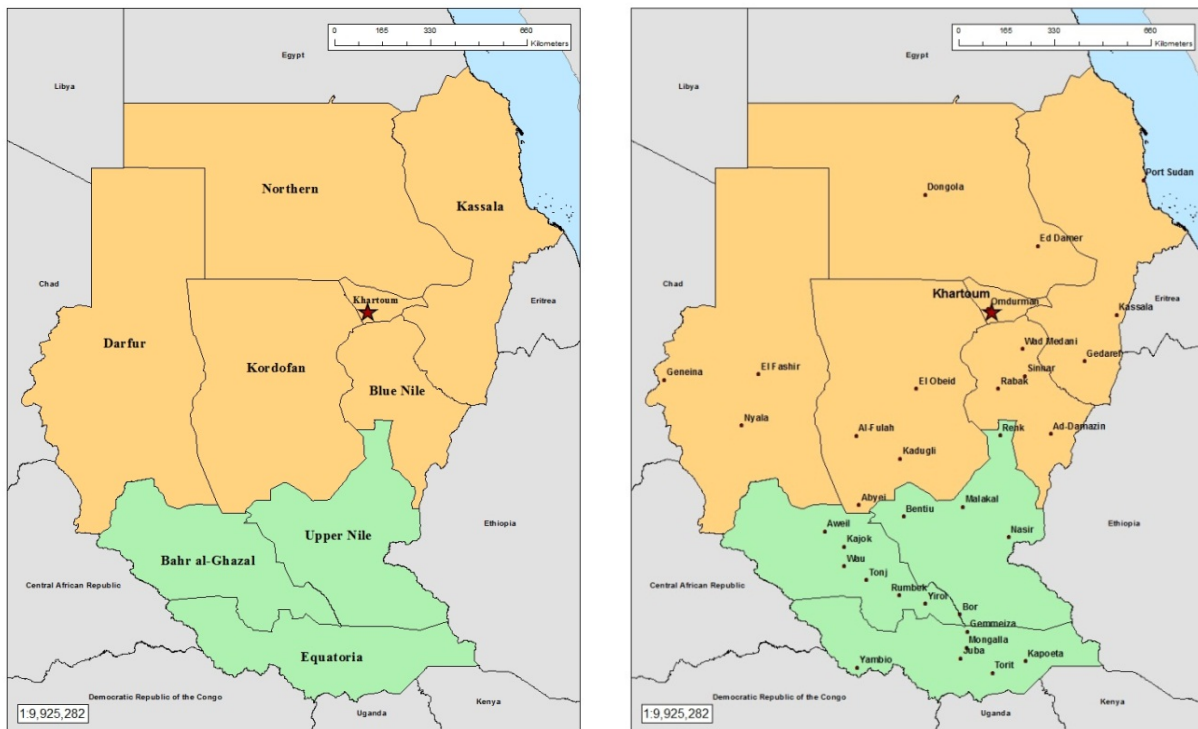 0 165 330 660
Kilometers
Egypt
Libya
Northern
Kassala
Chad
Khartoum
Eritrea
Darfur
Kordofan
Blue Nile
Ethiopia
Upper Nile
Bahr al-Ghazal
Central African Republic
Equatoria
Democratic Republic of the Congo
Kenya
Uganda
1:9,925,282
0 165 330 660
Kilometers
Egypt
Libya
Port Sudan
Dongola
Ed Damer
Chad
Khartoum
Omdurman
Eritrea
Kassala
Wad Medani
Gedaref
El Fashir
Geneina
Sinnar
El Obeid
Rabak
Nyala
Al-Fulah
Renk
Ad-Damazin
Kadugli
Abyei
Malakal
Bentiu
Ethiopia
Aweil
Nasir
Kajok
Wau
Tonj
Central African Republic
Rumbek
Yirol
Bor
Gemmeiza
Mongalla
Juba
Yambio
Kapoeta
Torit
Democratic Republic of the Congo
Kenya
Uganda
1:9,925,282